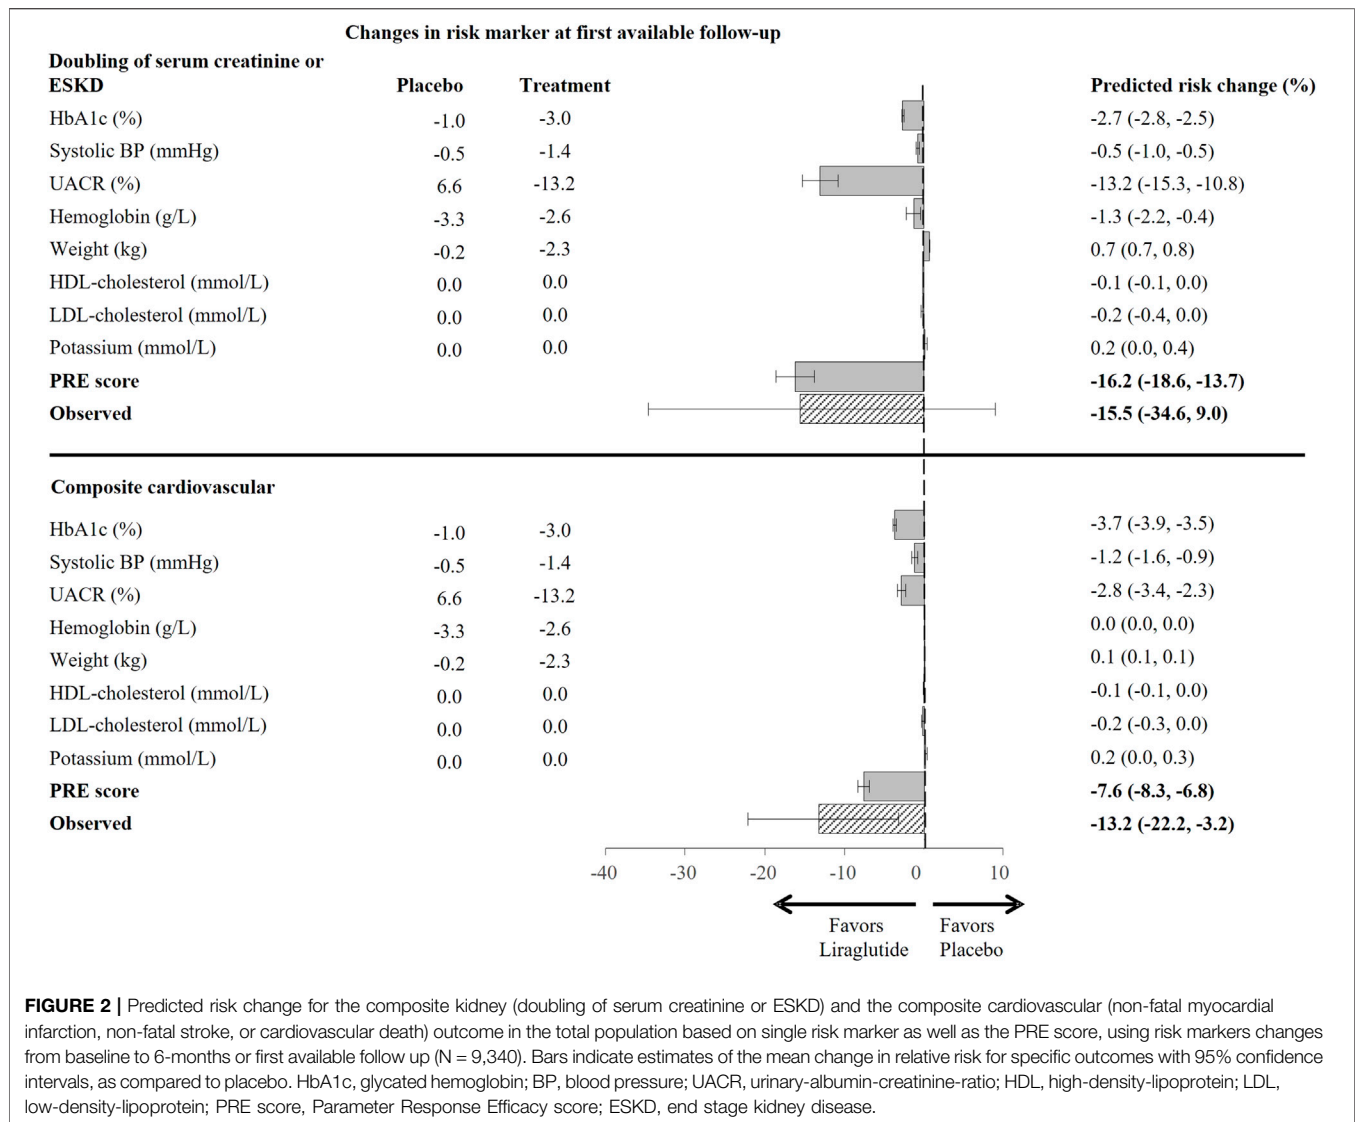 Changes in risk marker at first available follow-up
Doubling of serum creatinine or
ESKD Placebo Treatment Predicted risk change (%)
HbA1c (%) -1.0 -3.0 -2.7 (-2.8, -2.5)
Systolic BP (mmHg) -0.5 -1.4 -0.5 (-1.0, -0.5)
UACR (%) 6.6 -13.2 -13.2 (-15.3, -10.8)
Hemoglobin (g/L) -3.3 -2.6 -1.3 (-2.2, -0.4)
Weight (kg) -0.2 -2.3 0.7 (0.7, 0.8)
HDL-cholesterol (mmol/L) 0.0 0.0 -0.1 (-0.1, 0.0)
LDL-cholesterol (mmol/L) 0.0 0.0 -0.2 (-0.4, 0.0)
Potassium (mmol/L) 0.0 0.0 0.2 (0.0, 0.4)
PRE score -16.2 (-18.6, -13.7)
Observed -15.5 (-34.6, 9.0)
Composite cardiovascular
HbA1c (%) -1.0 -3.0 -3.7 (-3.9, -3.5)
Systolic BP (mmHg) -0.5 -1.4 -1.2 (-1.6, -0.9)
UACR (%) 6.6 -13.2 -2.8 (-3.4, -2.3)
Hemoglobin (g/L) -3.3 -2.6 0.0 (0.0, 0.0)
Weight (kg) -0.2 -2.3 0.1 (0.1, 0.1)
HDL-cholesterol (mmol/L) 0.0 0.0 -0.1 (-0.1, 0.0)
LDL-cholesterol (mmol/L) 0.0 0.0 -0.2 (-0.3, 0.0)
Potassium (mmol/L) 0.0 0.0 0.2 (0.0, 0.3)
PRE score -7.6 (-8.3, -6.8)
Observed -13.2 (-22.2, -3.2)
-40 -30 -20 -10 0 10
Favors Favors
Liraglutide Placebo
FIGURE 2 | Predicted risk change for the composite kidney (doubling of serum creatinine or ESKD) and the composite cardiovascular (non-fatal myocardial
infarction, non-fatal stroke, or cardiovascular death) outcome in the total population based on single risk marker as well as the PRE score, using risk markers changes
from baseline to 6-months or first available follow up (N = 9,340). Bars indicate estimates of the mean change in relative risk for specific outcomes with 95% confidence
intervals, as compared to placebo. HbA1c, glycated hemoglobin; BP, blood pressure; UACR, urinary-albumin-creatinine-ratio; HDL, high-density-lipoprotein; LDL,
low-density-lipoprotein; PRE score, Parameter Response Efficacy score; ESKD, end stage kidney disease.